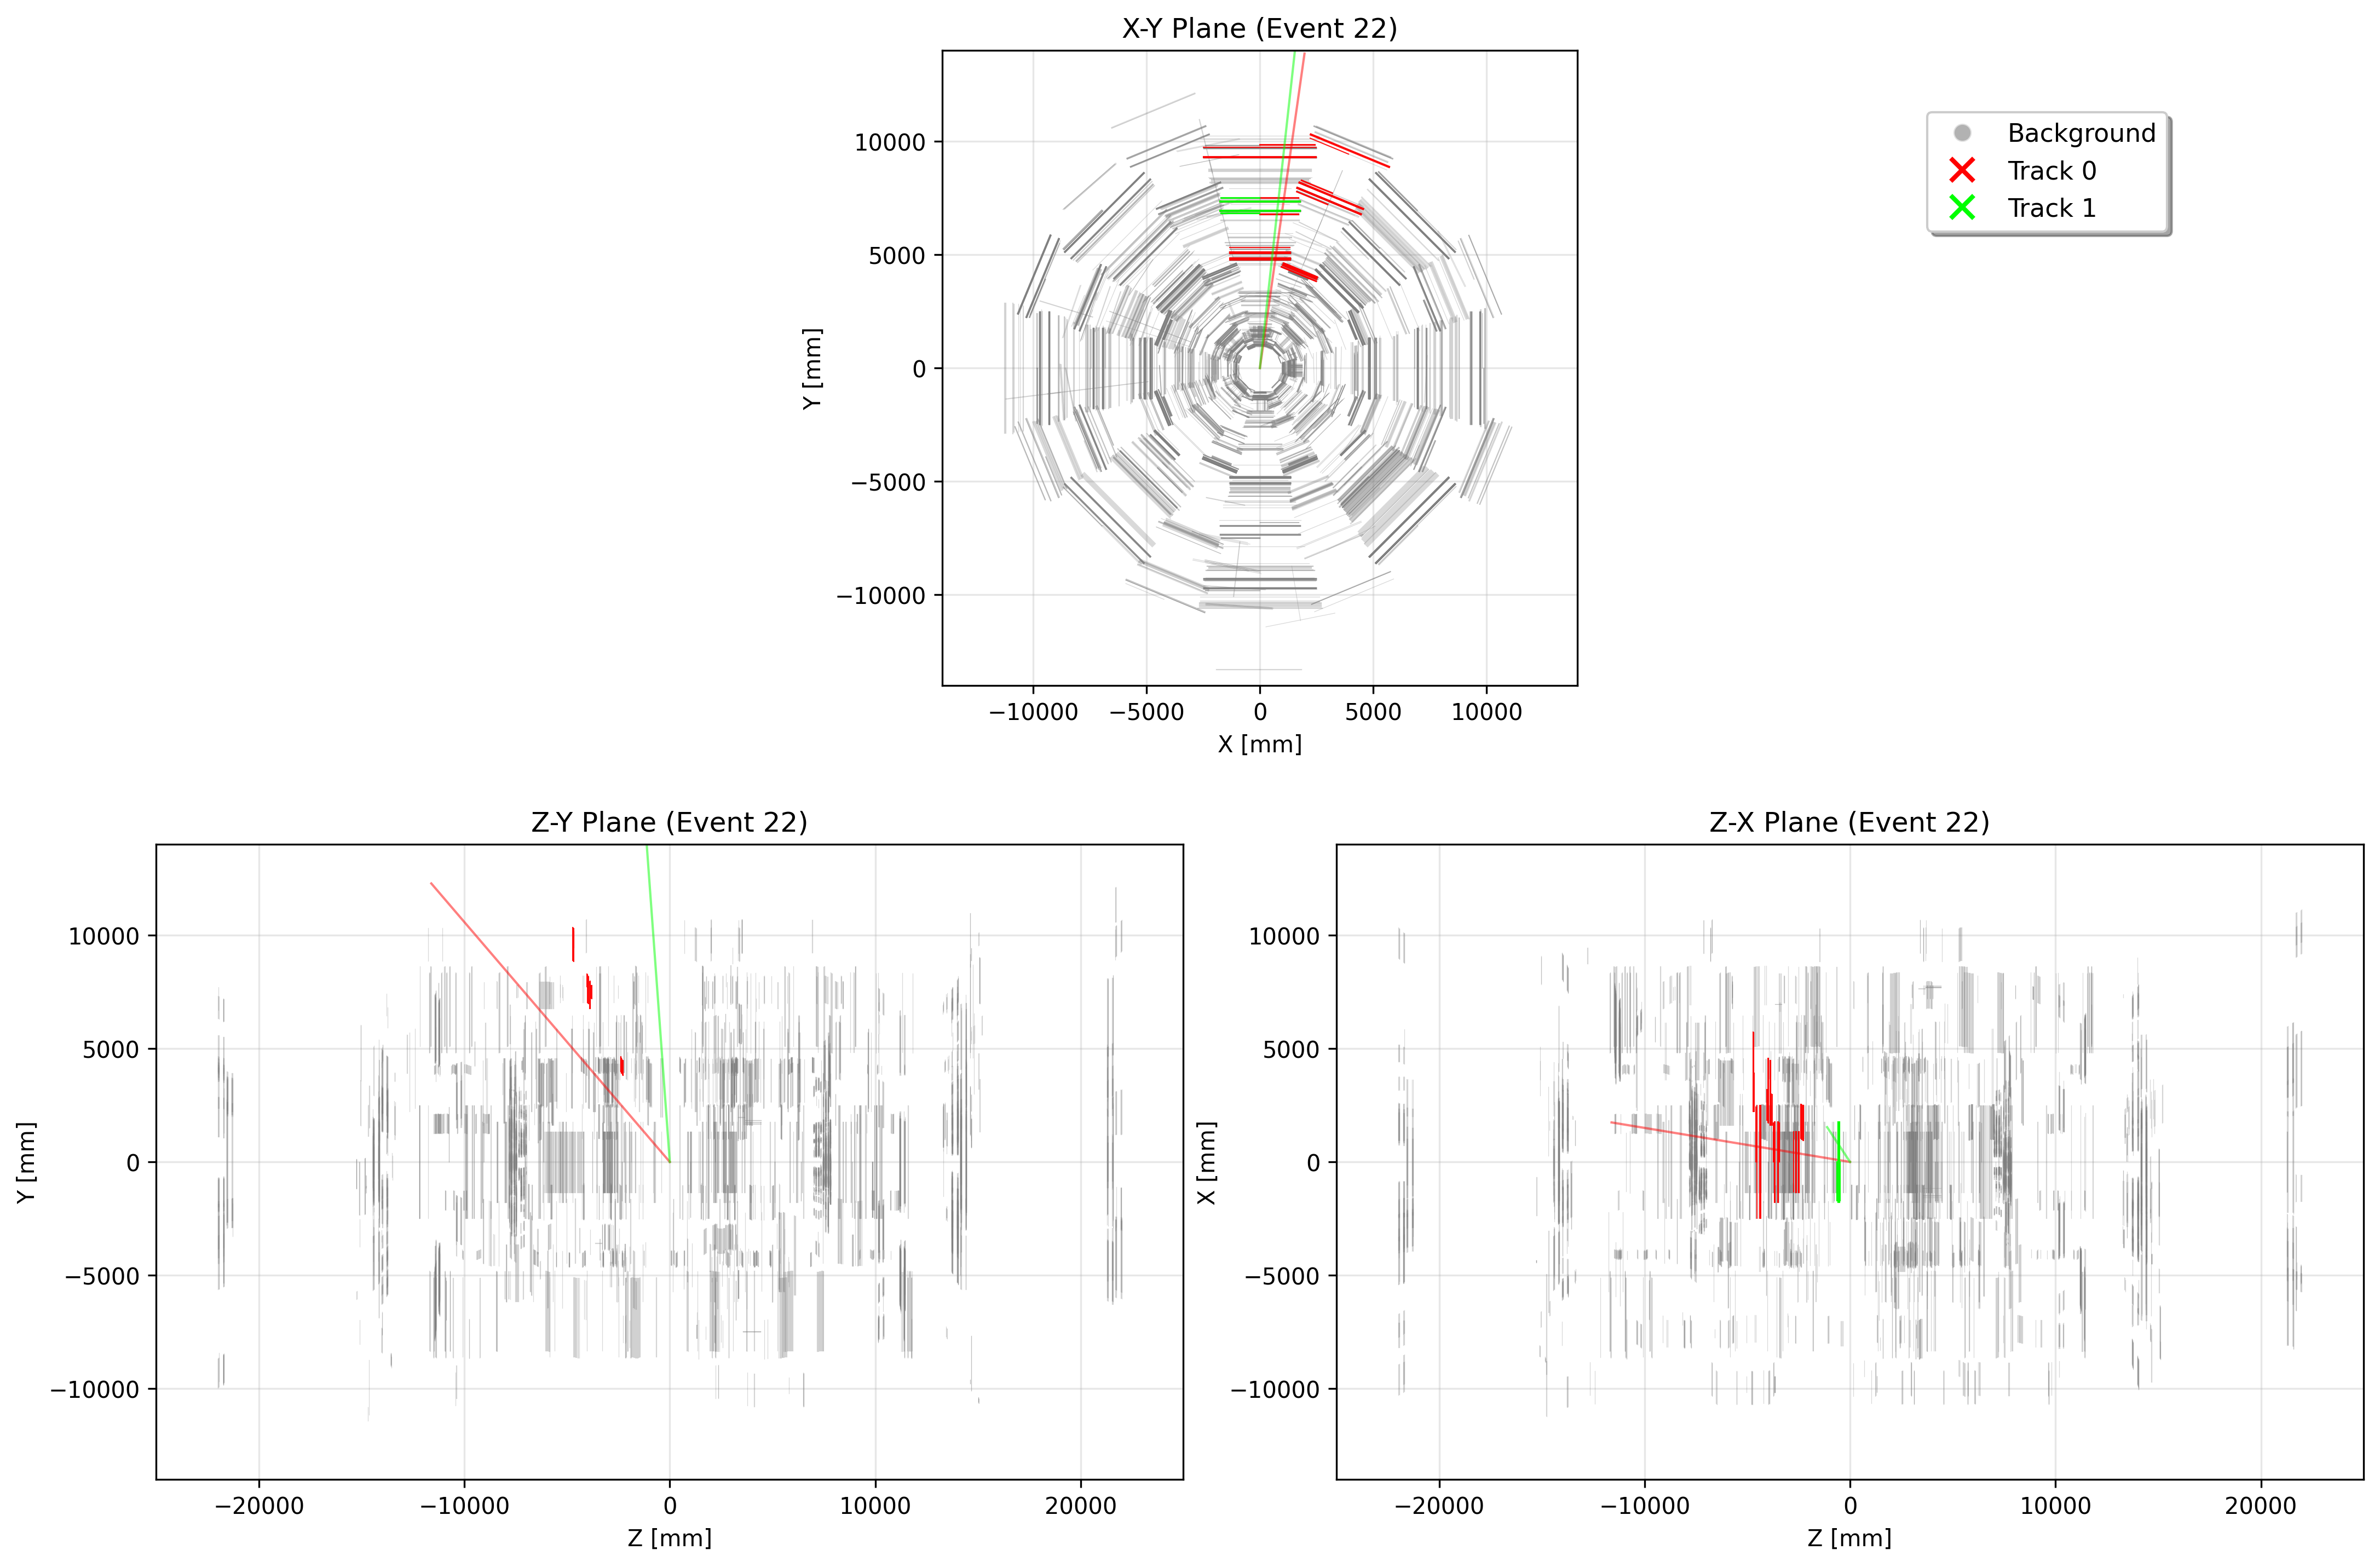 X-Y Plane (Event 22)
10000
5000
0
−5000
−10000
Y [mm]
−10000 −5000 0 5000 10000
X [mm]
Background
Track 0
Track 1
Z-Y Plane (Event 22)
10000
5000
0
−5000
−10000
Y [mm]
−20000 −10000 0 10000 20000
Z [mm]
Z-X Plane (Event 22)
10000
5000
0
−5000
−10000
X [mm]
−20000 −10000 0 10000 20000
Z [mm]